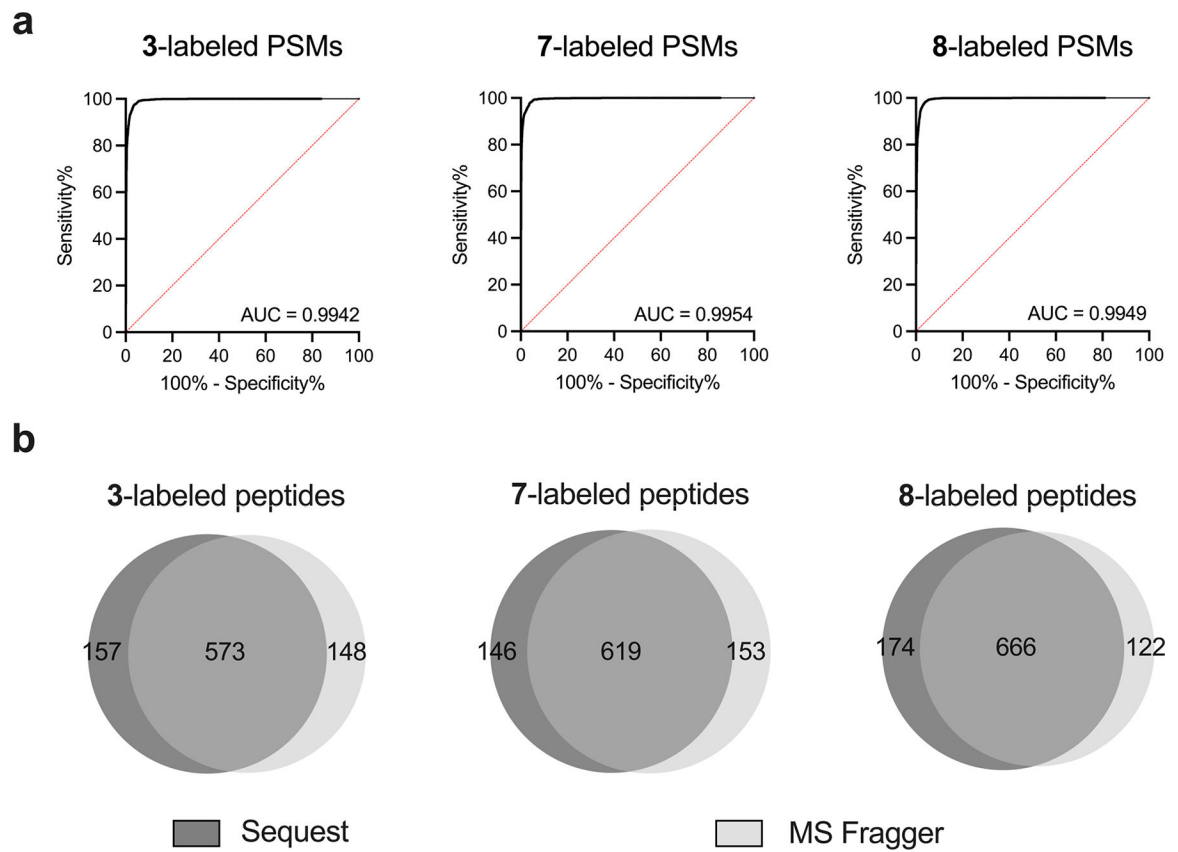 a
3-labeled PSMs 7-labeled PSMs 8-labeled PSMs
100 100 100
80 80 80
60 60 60
40 40 40
20 20 20
0 0 0
Sensitivity% Sensitivity% Sensitivity%
AUC = 0.9942 AUC = 0.9954 AUC = 0.9949
0 20 40 60 80 100 0 20 40 60 80 100 0 20 40 60 80 100
100% - Specificity% 100% - Specificity% 100% - Specificity%
b
3-labeled peptides 7-labeled peptides 8-labeled peptides
157 573 148 146 619 153 174 666 122
Sequest MS Fragger